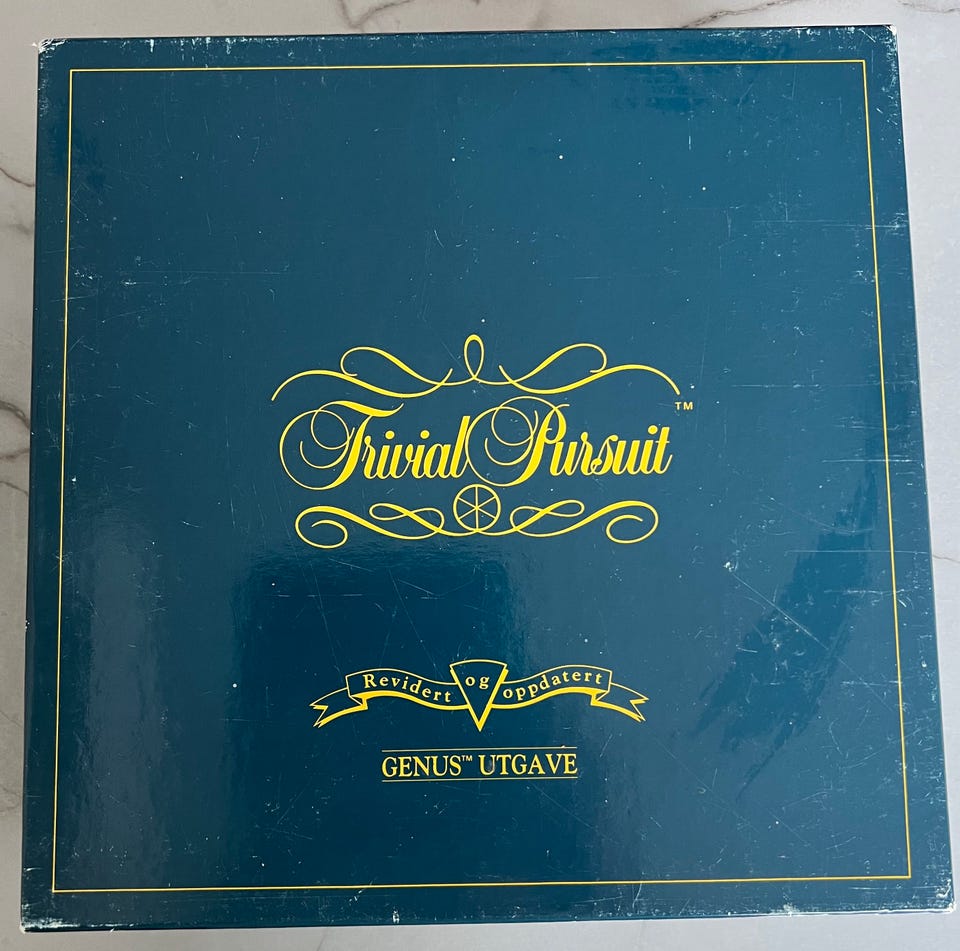 Trivial Pursuit™
Revidert og oppdatert
GENUS™ UTGAVE